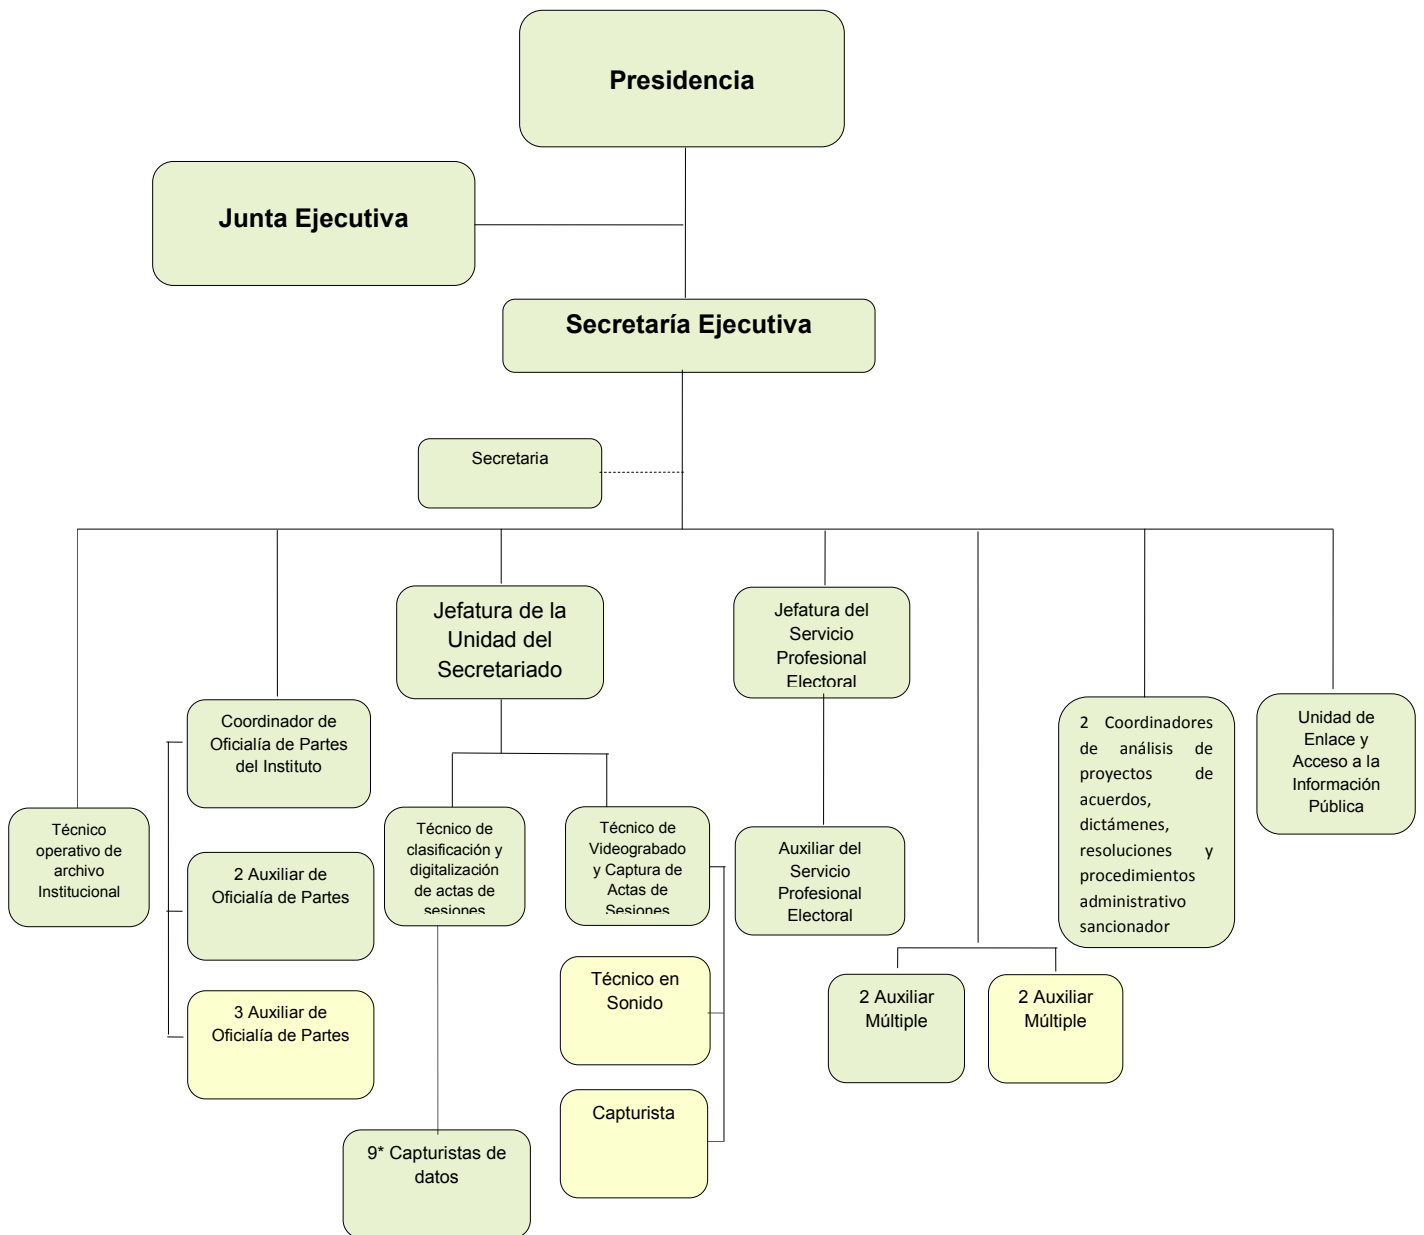 Presidencia
Junta Ejecutiva
Secretaría Ejecutiva
Secretaria
Jefatura de la
Unidad del
Secretariado
Jefatura del
Servicio
Profesional
Electoral
Coordinador de
Oficialía de Partes
del Instituto
2 Coordinadores
de análisis de
proyectos de
acuerdos,
dictámenes,
resoluciones y
procedimientos
administrativo
sancionador
Unidad de
Enlace y
Acceso a la
Información
Pública
Técnico
operativo de
archivo
Institucional
Técnico de
clasificación y
digitalización
de actas de
sesiones
Técnico de
Videograbado
y Captura de
Actas de
Sesiones
Auxiliar del
Servicio
Profesional
Electoral
2 Auxiliar de
Oficialía de Partes
Técnico en
Sonido
2 Auxiliar
Múltiple
2 Auxiliar
Múltiple
3 Auxiliar de
Oficialía de Partes
Capturista
9* Capturistas de
datos